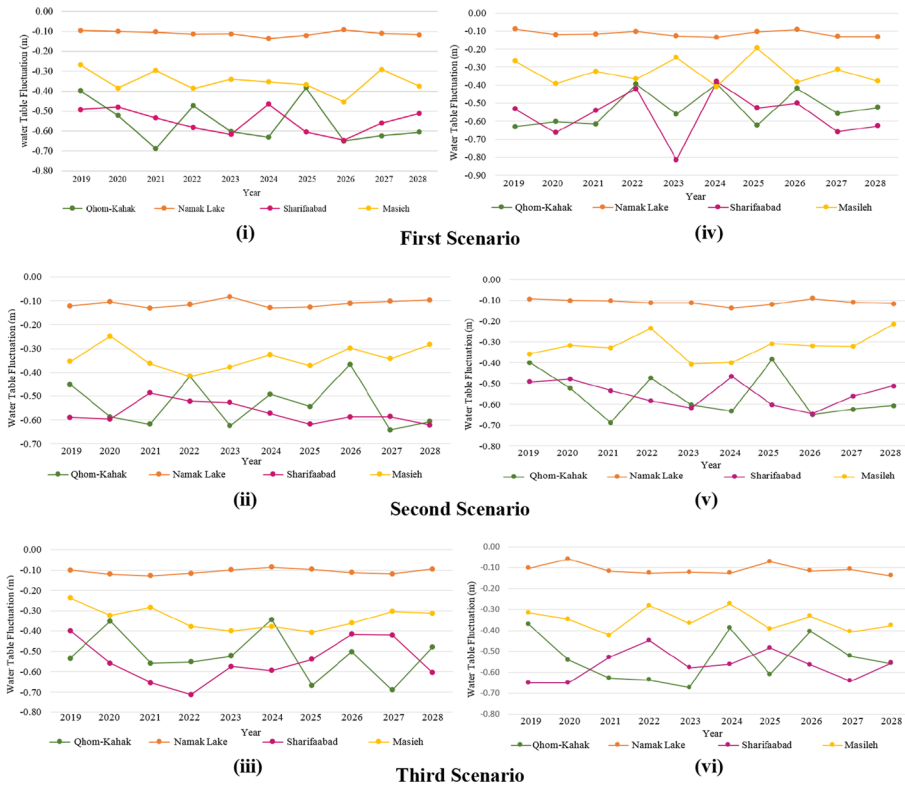 0.00
-0.10
-0.20
-0.30
-0.40
-0.50
-0.60
-0.70
-0.80
water Table Fluctuation (m)
2019 2020 2021 2022 2023 2024 2025 2026 2027 2028
Year
Qhom-Kahak Namak Lake Sharifaabad Masieh
(i)
0.00
-0.10
-0.20
-0.30
-0.40
-0.50
-0.60
-0.70
-0.80
-0.90
Water Table Fluctuation (m)
2019 2020 2021 2022 2023 2024 2025 2026 2027 2028
Year
Qhom-Kahak Namak Lake Sharifaabad Masileh
(iv)
First Scenario
0.00
-0.10
-0.20
-0.30
-0.40
-0.50
-0.60
-0.70
Water Table Fluctuation (m)
2019 2020 2021 2022 2023 2024 2025 2026 2027 2028
Year
Qhom-Kahak Namak Lake Sharifaabad Masieh
(ii)
0.00
-0.10
-0.20
-0.30
-0.40
-0.50
-0.60
-0.70
-0.80
Water Table Fluctuation (m)
2019 2020 2021 2022 2023 2024 2025 2026 2027 2028
Year
Qhom-Kahak Namak Lake Sharifaabad Masileh
(v)
Second Scenario
0.00
-0.10
-0.20
-0.30
-0.40
-0.50
-0.60
-0.70
-0.80
Water Table Fluctuation (m)
2019 2020 2021 2022 2023 2024 2025 2026 2027 2028
Year
Qhom-Kahak Namak Lake Sharifaabad Masieh
(iii)
0.00
-0.10
-0.20
-0.30
-0.40
-0.50
-0.60
-0.70
-0.80
Water Table Fluctuation (m)
2019 2020 2021 2022 2023 2024 2025 2026 2027 2028
Year
Qhom-Kahak Namak Lake Sharifaabad Masileh
(vi)
Third Scenario